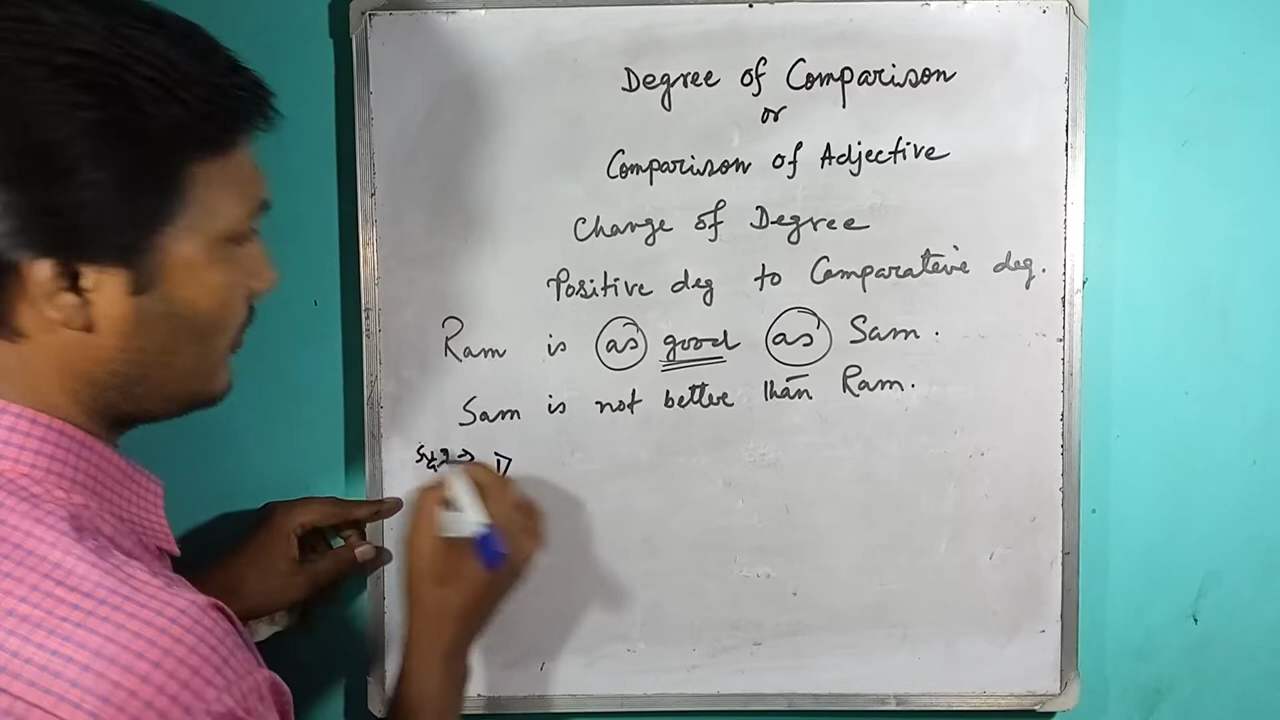 Degree of Comparison
or
Comparison of Adjective
Change of Degree
Positive deg to Comparative deg.
Ram is as good as Sam.
Sam is not better than Ram.